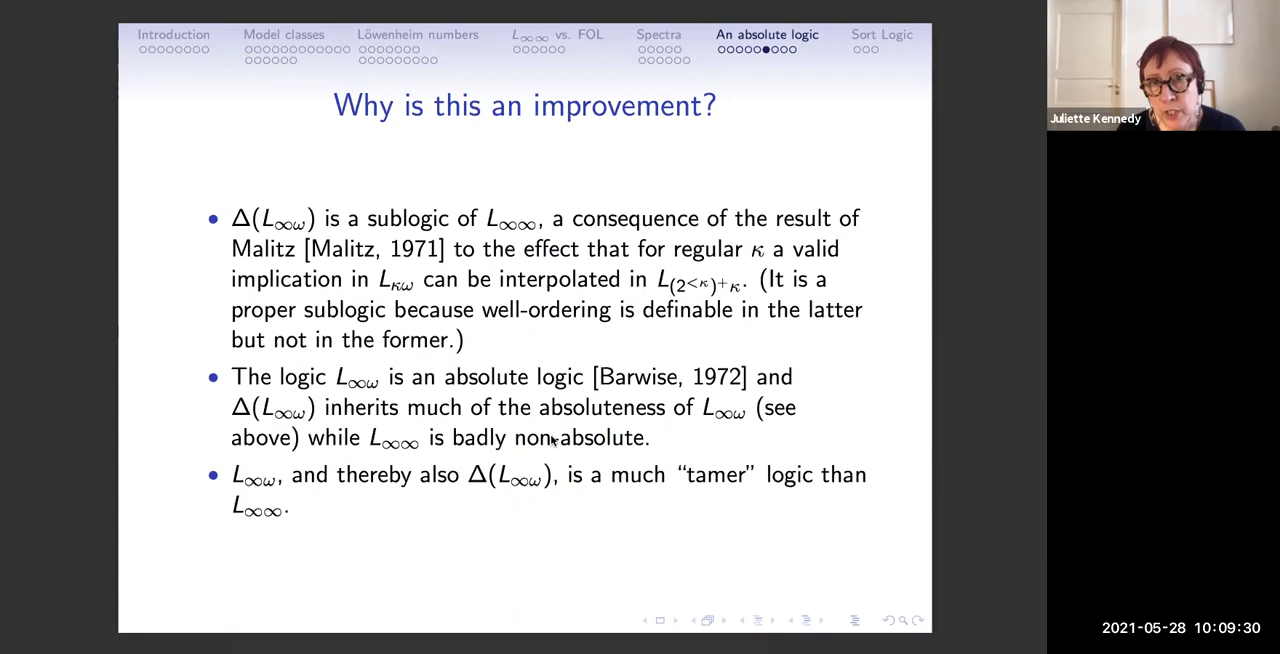 Introduction Model classes Löwenheim numbers L∞∞ vs. FOL Spectra An absolute logic Sort Logic
Why is this an improvement?
Juliette Kennedy
• Δ(L∞ω) is a sublogic of L∞∞, a consequence of the result of
Malitz [Malitz, 1971] to the effect that for regular κ a valid
implication in Lκω can be interpolated in L(2<κ)+κ. (It is a
proper sublogic because well-ordering is definable in the latter
but not in the former.)
• The logic L∞ω is an absolute logic [Barwise, 1972] and
Δ(L∞ω) inherits much of the absoluteness of L∞ω (see
above) while L∞∞ is badly non-absolute.
• L∞ω, and thereby also Δ(L∞ω), is a much “tamer” logic than
L∞∞.
2021-05-28 10:09:30